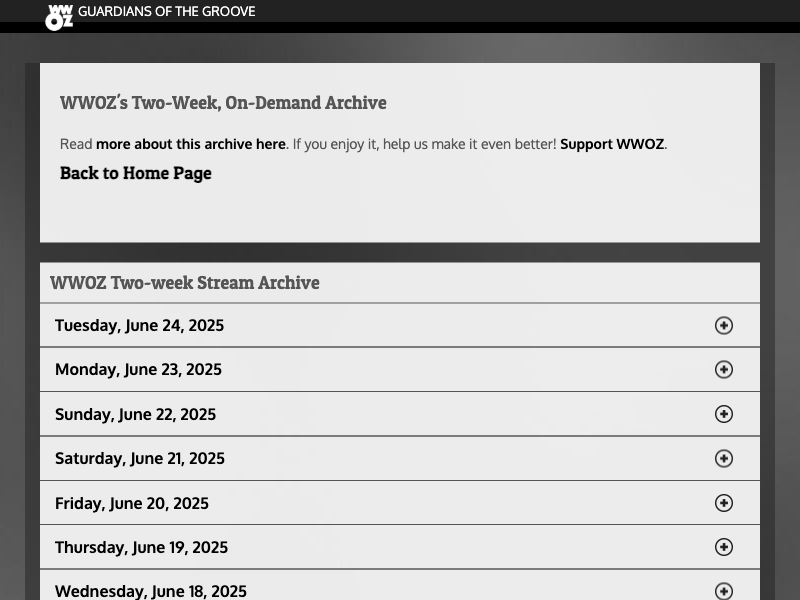 WW
OZ
GUARDIANS OF THE GROOVE
WWOZ's Two-Week, On-Demand Archive
Read more about this archive here. If you enjoy it, help us make it even better! Support WWOZ.
Back to Home Page
WWOZ Two-week Stream Archive
Tuesday, June 24, 2025
Monday, June 23, 2025
Sunday, June 22, 2025
Saturday, June 21, 2025
Friday, June 20, 2025
Thursday, June 19, 2025
Wednesday, June 18, 2025